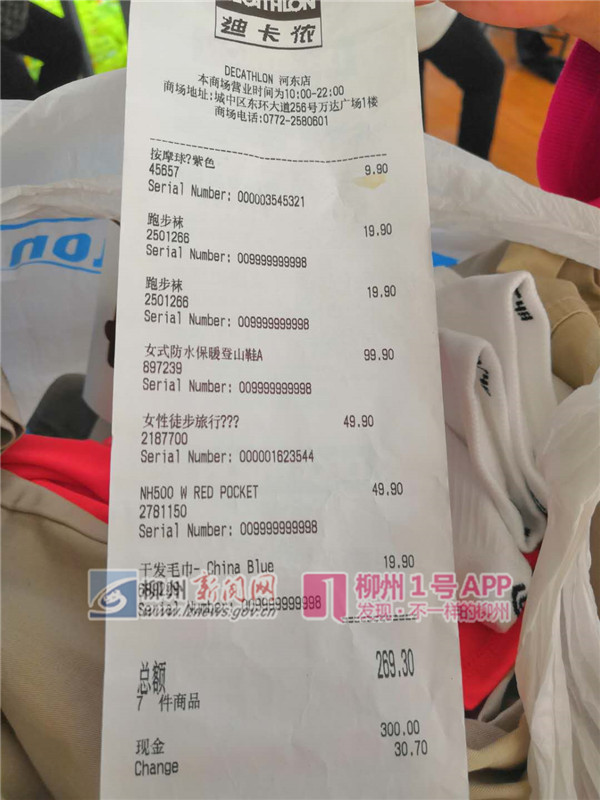 DECATHLON
迪卡侬
DECATHLON 河东店
本商场营业时间为10:00-22:00
商场地址:城中区东环大道256号万达广场1楼
商场电话:0772-2580601
按摩球?紫色 9.90
45657
Serial Number: 000003545321
跑步袜 19.90
2501266
Serial Number: 009999999998
跑步袜 19.90
2501266
Serial Number: 009999999998
女式防水保暖登山鞋A 99.90
897239
Serial Number: 009999999998
女性徒步旅行??? 49.90
2187700
Serial Number: 000001623544
NH500 W RED POCKET 49.90
2781150
Serial Number: 009999999998
干发毛巾- China Blue 19.90
Serial Number: 009999999998
柳州新闻网
www.lznews.gov.cn
柳州1号APP
发现·不一样的柳州
总额 269.30
7 件商品
现金 300.00
Change 30.70